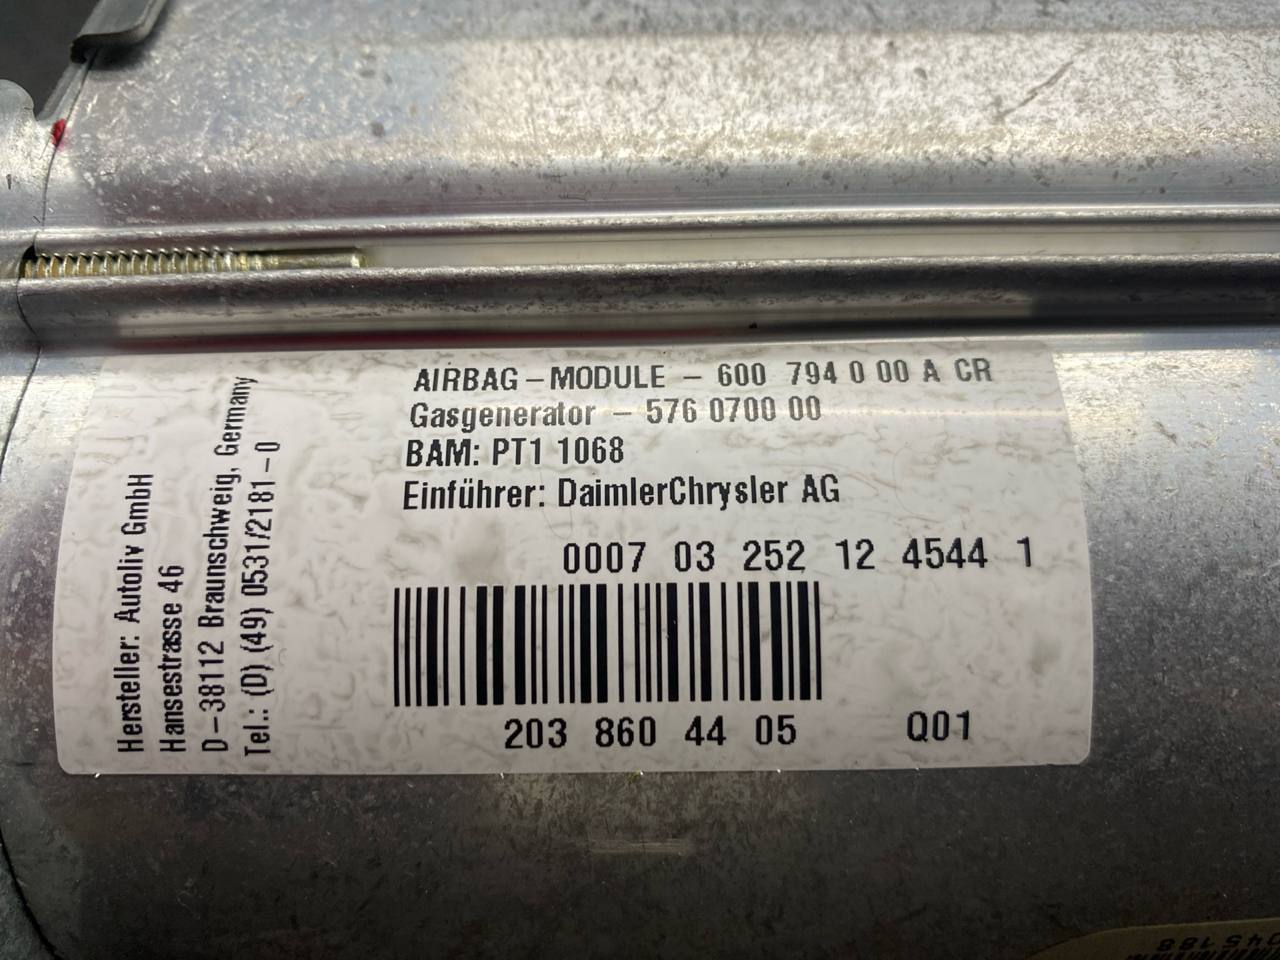 AIRBAG – MODULE – 600 794 0 00 A CR
Gasgenerator – 576 0700 00
BAM: PT1 1068
Einführer: DaimlerChrysler AG
0007 03 252 12 4544 1
203 860 44 05 Q01
Hersteller: Autoliv GmbH
Hansestrasse 46
D–38112 Braunschweig, Germany
Tel.: (D) (49) 0531/2181–0